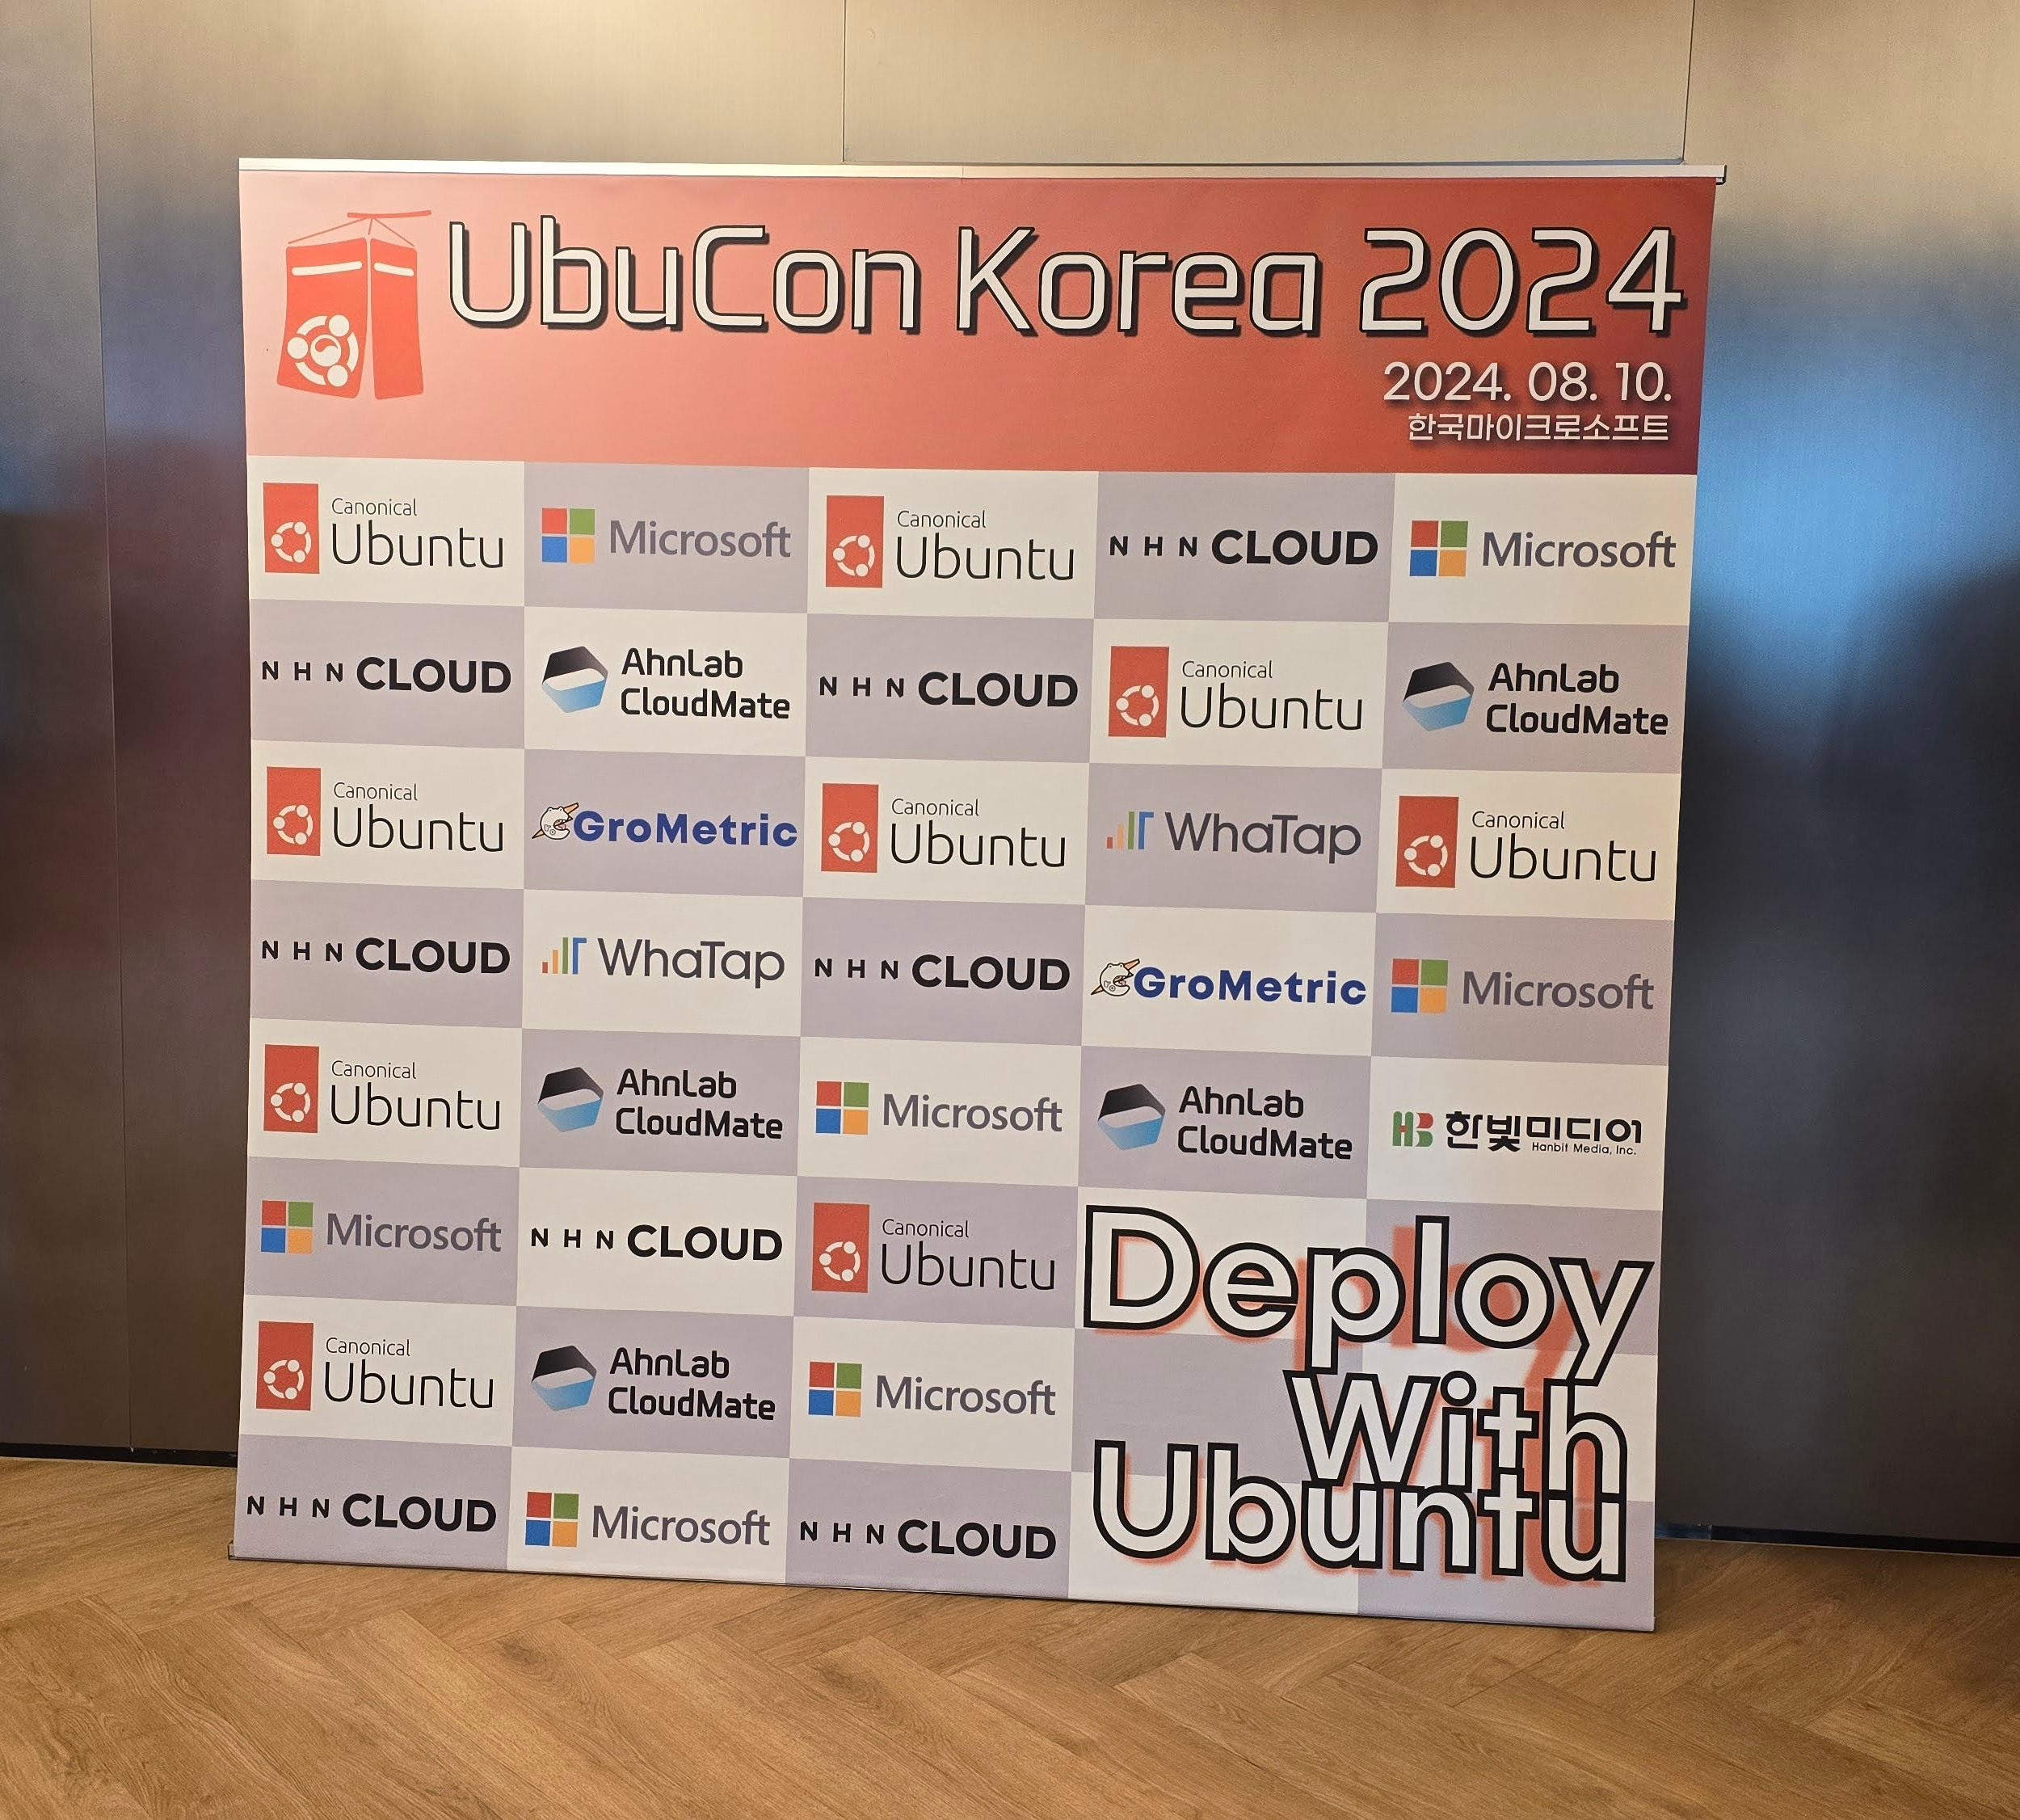 UbuCon Korea 2024
2024. 08. 10.
한국마이크로소프트
Canonical Ubuntu
Microsoft
Canonical Ubuntu
NHN CLOUD
Microsoft
NHN CLOUD
AhnLab CloudMate
NHN CLOUD
Canonical Ubuntu
AhnLab CloudMate
Canonical Ubuntu
GroMetric
Canonical Ubuntu
WhaTap
Canonical Ubuntu
NHN CLOUD
WhaTap
NHN CLOUD
GroMetric
Microsoft
Canonical Ubuntu
AhnLab CloudMate
Microsoft
AhnLab CloudMate
한빛미디어
Hanbit Media, Inc.
Microsoft
NHN CLOUD
Canonical Ubuntu
Canonical Ubuntu
AhnLab CloudMate
Microsoft
NHN CLOUD
Microsoft
NHN CLOUD
Deploy
With
Ubuntu